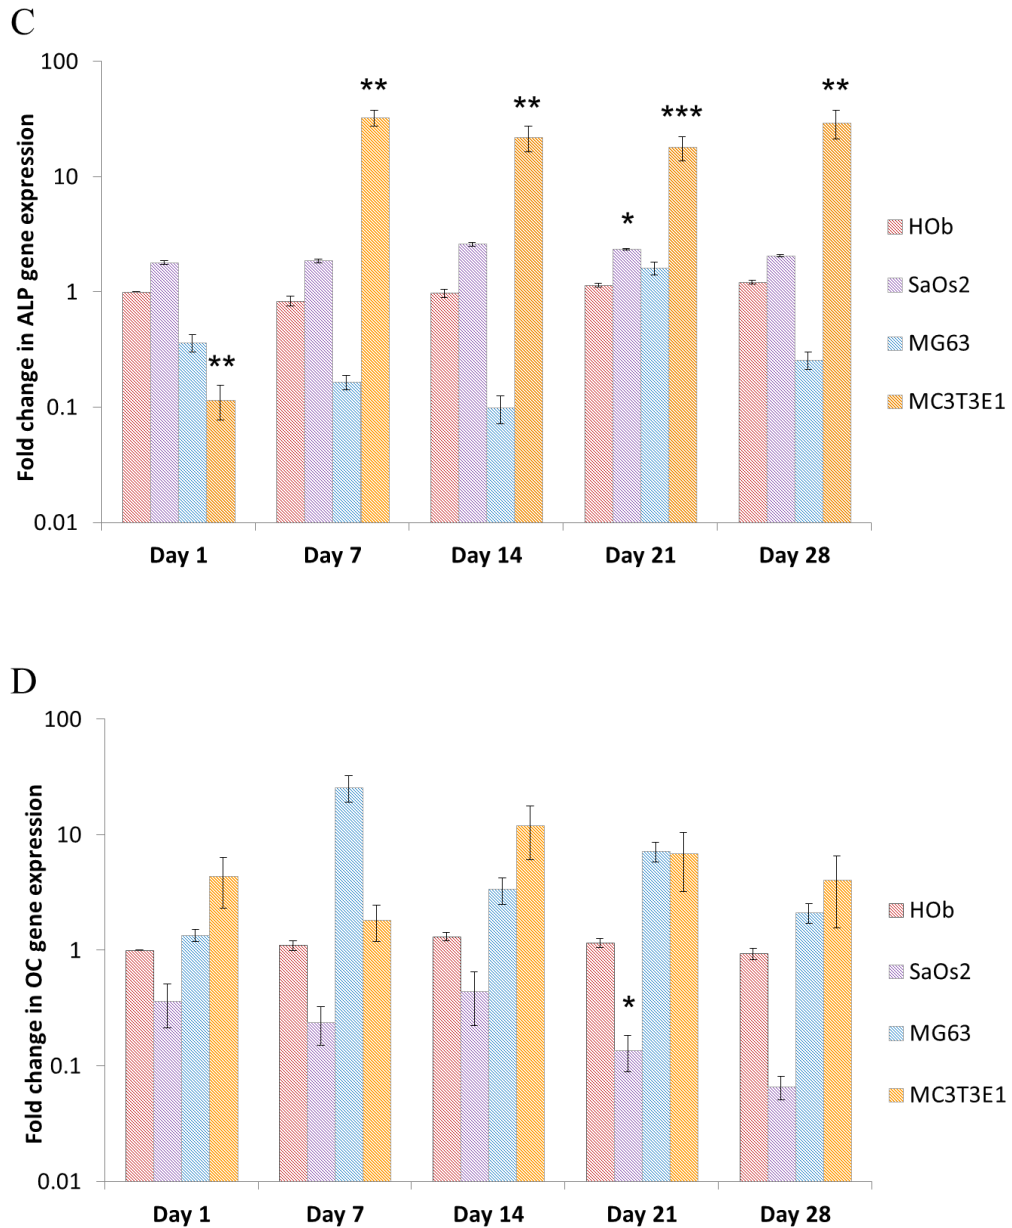 C
Fold change in ALP gene expression
100
10
1
0.1
0.01
**
**
**
*
***
**
Day 1 Day 7 Day 14 Day 21 Day 28
HOb
SaOs2
MG63
MC3T3E1
D
Fold change in OC gene expression
100
10
1
0.1
0.01
*
Day 1 Day 7 Day 14 Day 21 Day 28
HOb
SaOs2
MG63
MC3T3E1